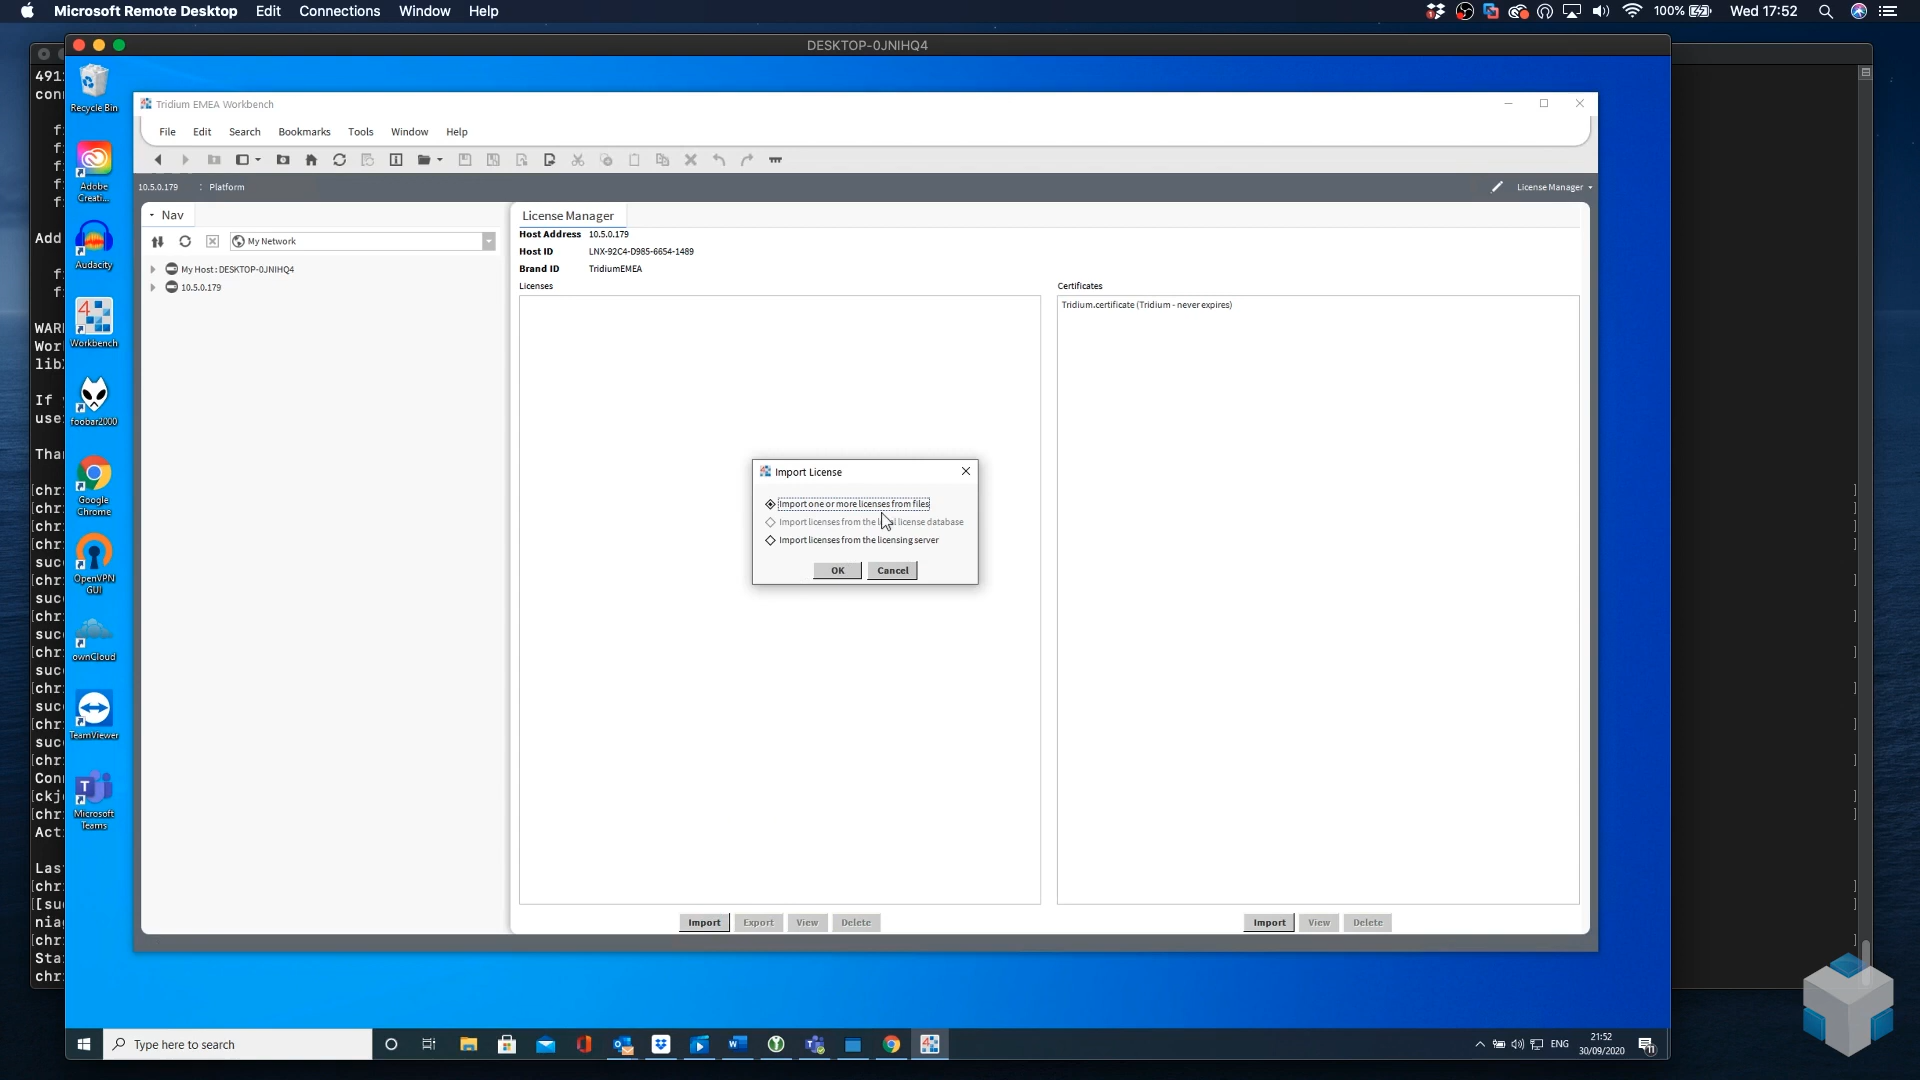 Microsoft Remote Desktop Edit Connections Window Help
100% Wed 17:52
DESKTOP-0JNIHQ4
Recycle Bin
Adobe
Creati...
Audacity
Workbench
foobar2000
Google
Chrome
OpenVPN
GUI
ownCloud
TeamViewer
Microsoft
Teams
Tridium EMEA Workbench
File Edit Search Bookmarks Tools Window Help
10.5.0.179 : Platform
License Manager
Nav
My Network
My Host : DESKTOP-0JNIHQ4
10.5.0.179
License Manager
Host Address 10.5.0.179
Host ID LNX-92C4-D985-6654-1489
Brand ID TridiumEMEA
Licenses
Certificates
Tridium.certificate (Tridium - never expires)
Import License
Import one or more licenses from files
Import licenses from the license database
Import licenses from the licensing server
OK Cancel
Import Export View Delete
Import View Delete
Type here to search
ENG
21:52
30/09/2020